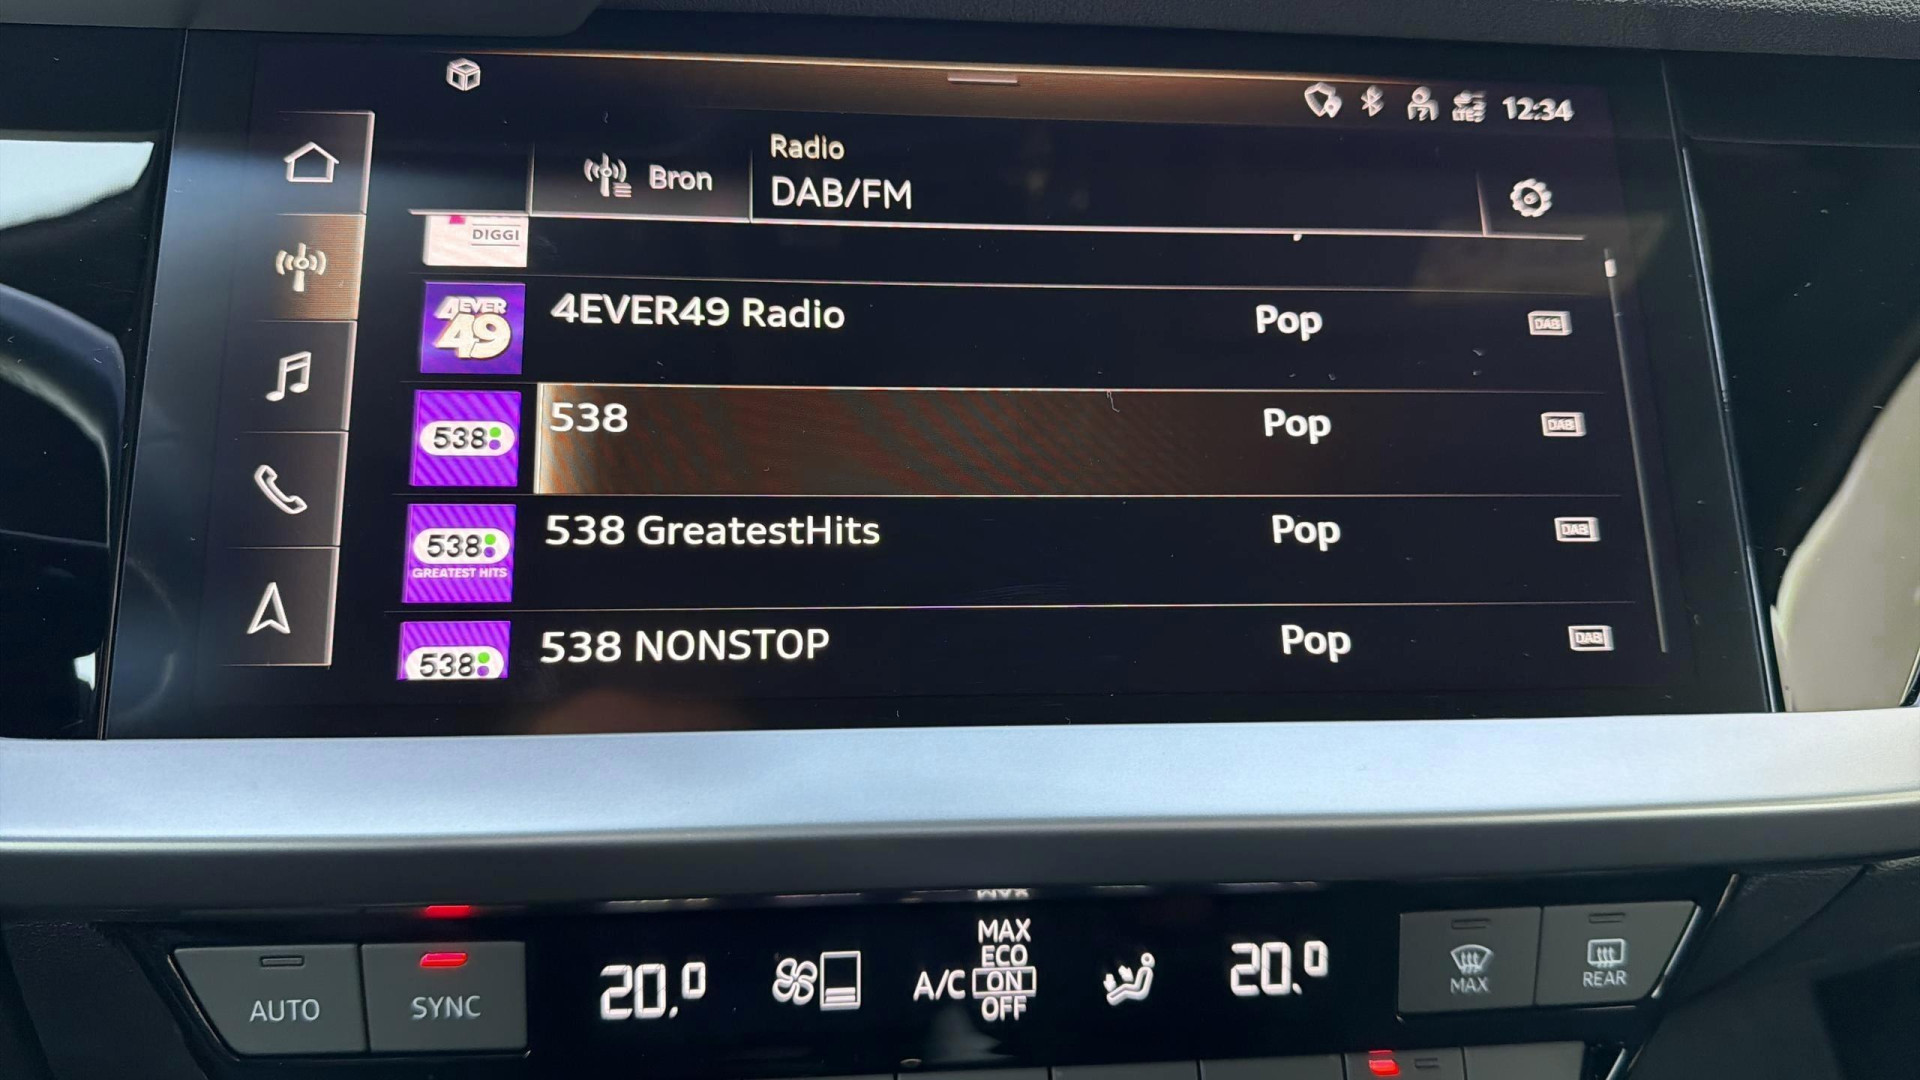 12:34
Bron
Radio
DAB/FM
DIGGI
4EVER
49
4EVER49 Radio
Pop
DAB
538
538
Pop
DAB
538
GREATEST HITS
538 GreatestHits
Pop
DAB
538
538 NONSTOP
Pop
DAB
AUTO
SYNC
20.0
A/C
MAX
ECO
ON
OFF
20.0
MAX
REAR